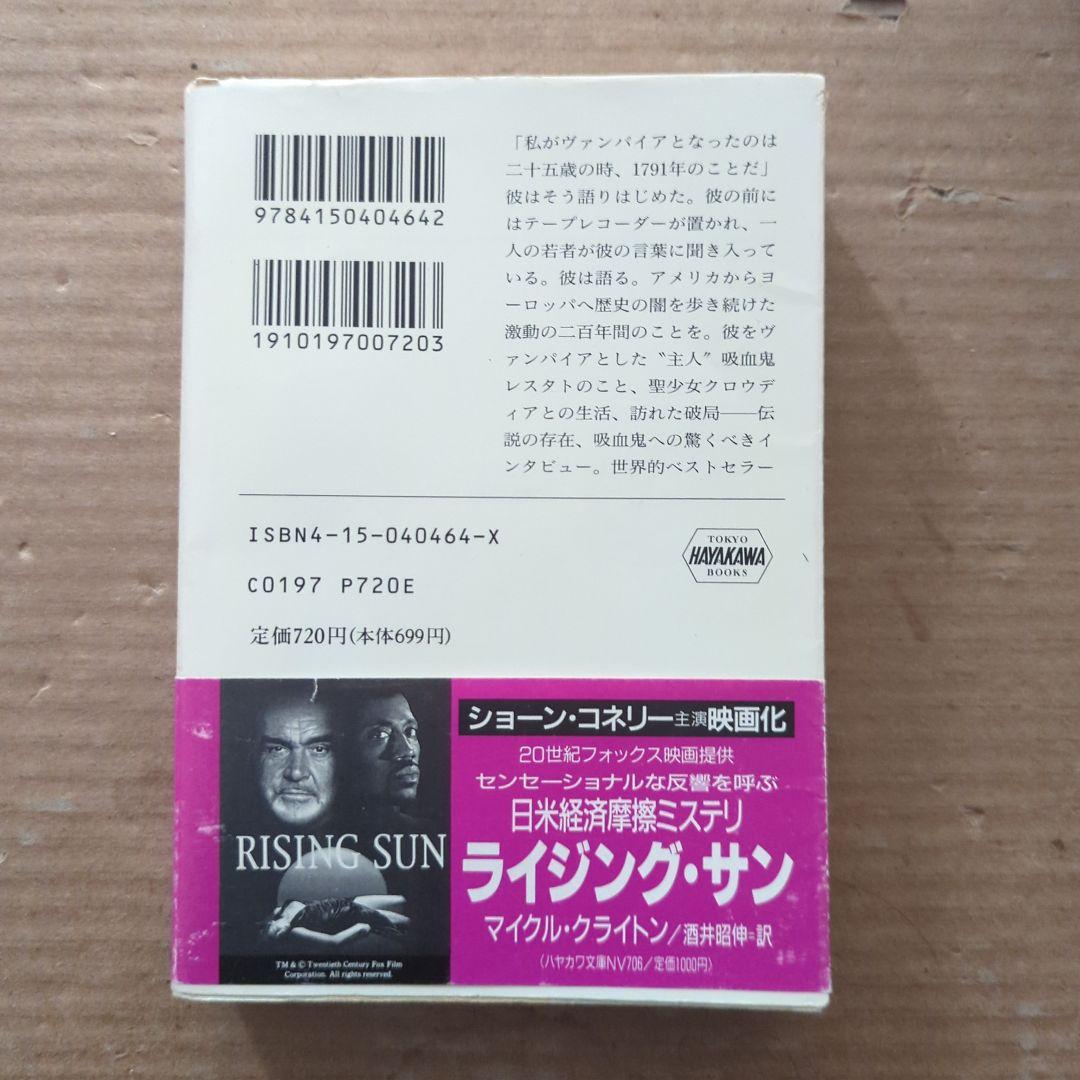 9784150404642
1910197007203
「私がヴァンパイアとなったのは
二十五歳の時、1791年のことだ」
彼はそう語りはじめた。彼の前に
はテープレコーダーが置かれ、一
人の若者が彼の言葉に聞き入って
いる。彼は語る。アメリカからヨ
ーロッパへ歴史の闇を歩き続けた
激動の二百年間のことを。彼をヴ
ァンパイアとした〝主人〟吸血鬼
レスタトのこと、聖少女クロウデ
ィアとの生活、訪れた破局──伝
説の存在、吸血鬼への驚くべきイ
ンタビュー。世界的ベストセラー
ISBN4-15-040464-X
C0197 P720E
定価720円(本体699円)
TOKYO
HAYAKAWA
BOOKS
RISING SUN
TM & © Twentieth Century Fox Film
Corporation. All rights reserved.
ショーン・コネリー主演映画化
20世紀フォックス映画提供
センセーショナルな反響を呼ぶ
日米経済摩擦ミステリ
ライジング・サン
マイクル・クライトン/酒井昭伸=訳
〈ハヤカワ文庫NV706/定価1000円〉